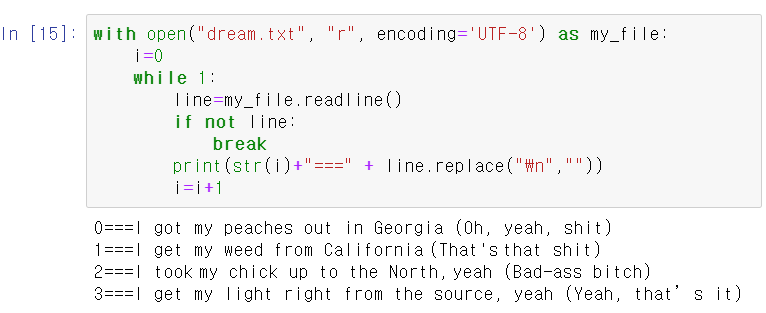 In [15]:
with open("dream.txt", "r", encoding='UTF-8') as my_file:
    i=0
    while 1:
        line=my_file.readline()
        if not line:
            break
        print(str(i)+"===" + line.replace("₩n",""))
        i=i+1
0===I got my peaches out in Georgia (Oh, yeah, shit)
1===I get my weed from California (That's that shit)
2===I took my chick up to the North, yeah (Bad-ass bitch)
3===I get my light right from the source, yeah (Yeah, that’s it)